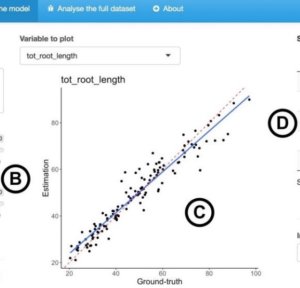 ne model
Analyse the full dataset
About
Variable to plot
tot_root_length
tot_root_length
B
C
D
Estimation
80
60
40
20
20
40
60
80
100
Ground-truth